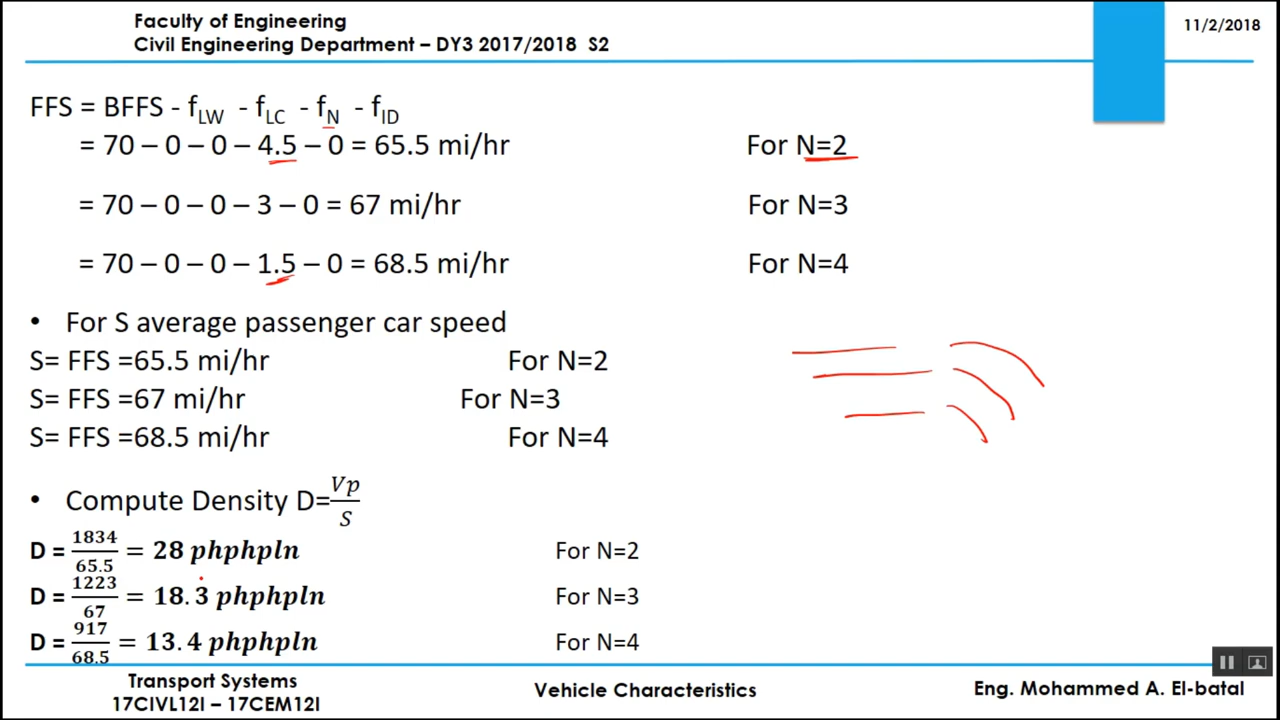 Faculty of Engineering
Civil Engineering Department – DY3 2017/2018 S2
11/2/2018
FFS = BFFS - fLW - fLC - fN - fID
= 70 – 0 – 0 – 4.5 – 0 = 65.5 mi/hr For N=2
= 70 – 0 – 0 – 3 – 0 = 67 mi/hr For N=3
= 70 – 0 – 0 – 1.5 – 0 = 68.5 mi/hr For N=4
• For S average passenger car speed
S= FFS =65.5 mi/hr For N=2
S= FFS =67 mi/hr For N=3
S= FFS =68.5 mi/hr For N=4
• Compute Density D=Vp/S
D = 1834/65.5 = 28 phphpln For N=2
D = 1223/67 = 18.3 phphpln For N=3
D = 917/68.5 = 13.4 phphpln For N=4
Transport Systems
17CIVL12I – 17CEM12I
Vehicle Characteristics
Eng. Mohammed A. El-batal